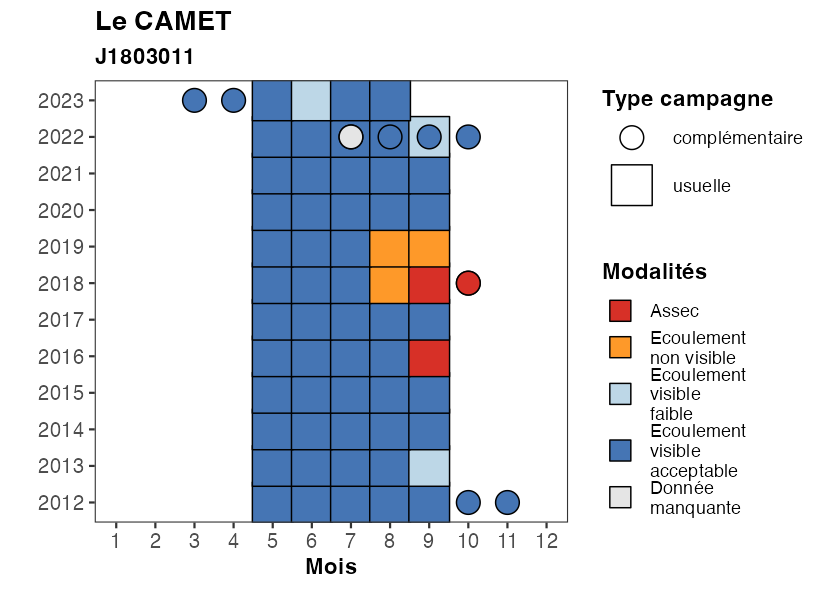 Le CAMET
J1803011
2023
2022
2021
2020
2019
2018
2017
2016
2015
2014
2013
2012
1 2 3 4 5 6 7 8 9 10 11 12
Mois
Type campagne
complémentaire
usuelle
Modalités
Assec
Ecoulement
non visible
Ecoulement
visible
faible
Ecoulement
visible
acceptable
Donnée
manquante